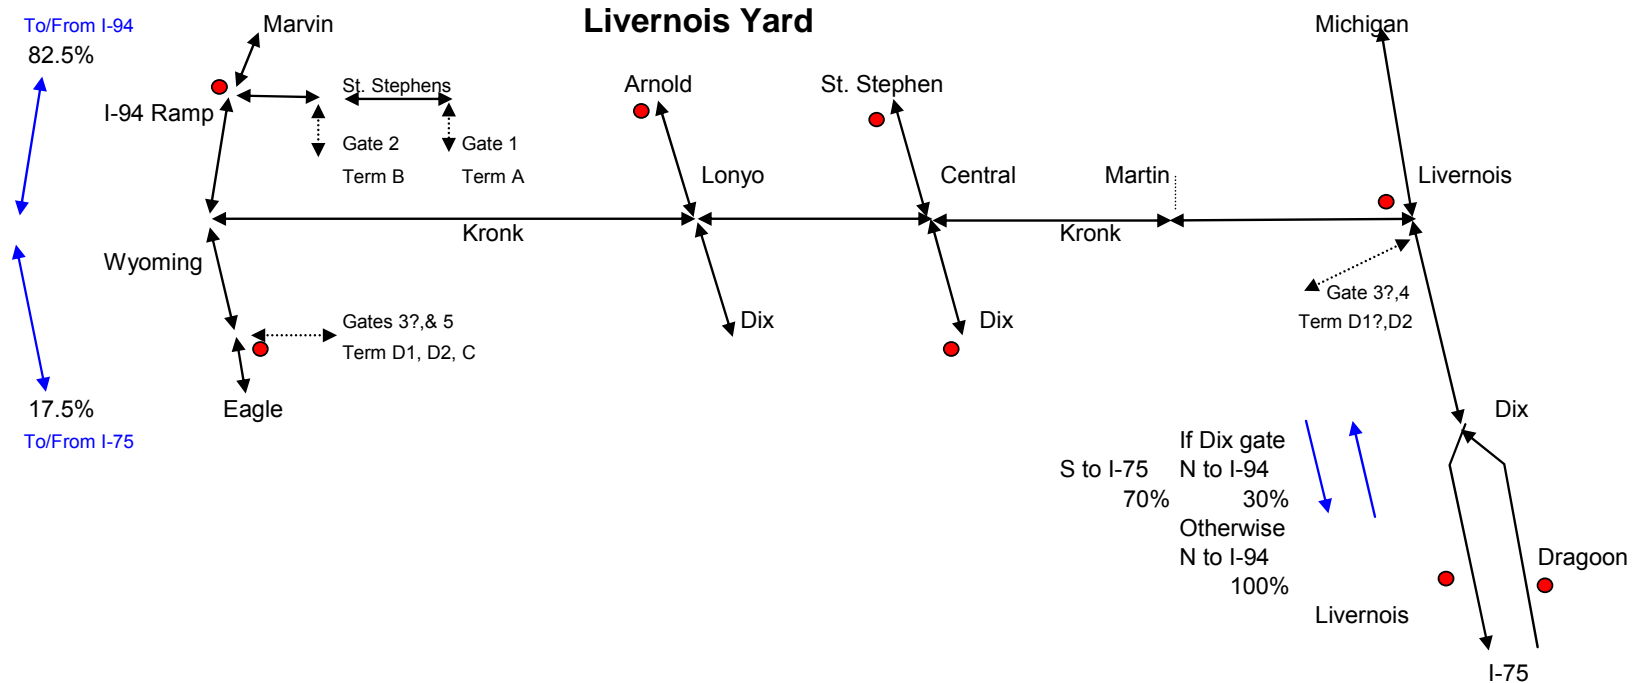 Livernois Yard
To/From I-94
82.5%
Marvin
I-94 Ramp
St. Stephens
Gate 2
Term B
Gate 1
Term A
Arnold
St. Stephen
Michigan
Lonyo
Central
Martin
Livernois
Kronk
Kronk
Wyoming
Gates 3?,& 5
Term D1, D2, C
Dix
Dix
Gate 3?,4
Term D1?,D2
17.5%
To/From I-75
Eagle
Dix
If Dix gate
S to I-75 N to I-94
70% 30%
Otherwise
N to I-94
100%
Dragoon
Livernois
I-75